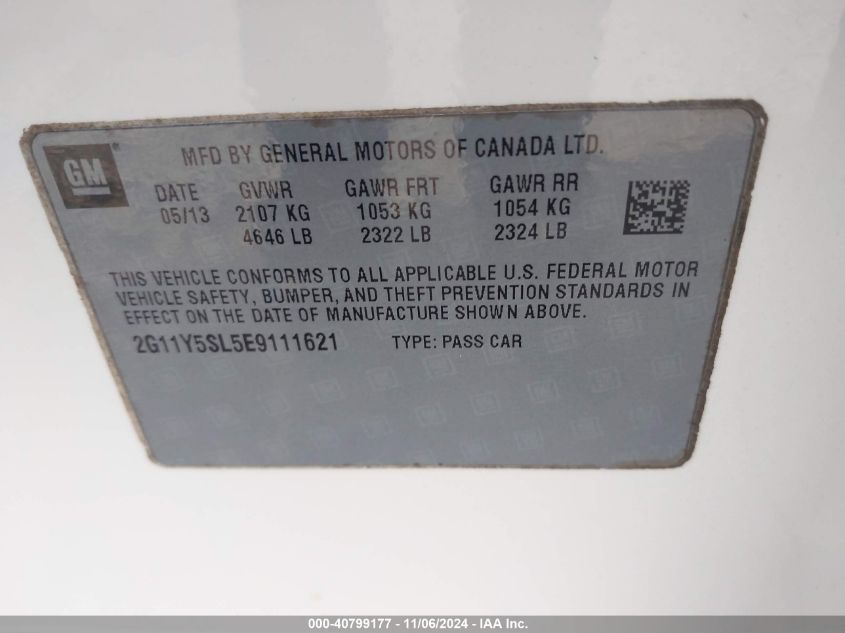 GM®
MFD BY GENERAL MOTORS OF CANADA LTD.
DATE GVWR GAWR FRT GAWR RR
05/13 2107 KG 1053 KG 1054 KG
4646 LB 2322 LB 2324 LB
THIS VEHICLE CONFORMS TO ALL APPLICABLE U.S. FEDERAL MOTOR
VEHICLE SAFETY, BUMPER, AND THEFT PREVENTION STANDARDS IN
EFFECT ON THE DATE OF MANUFACTURE SHOWN ABOVE.
2G11Y5SL5E9111621 TYPE: PASS CAR
000-40799177 - 11/06/2024 - IAA Inc.